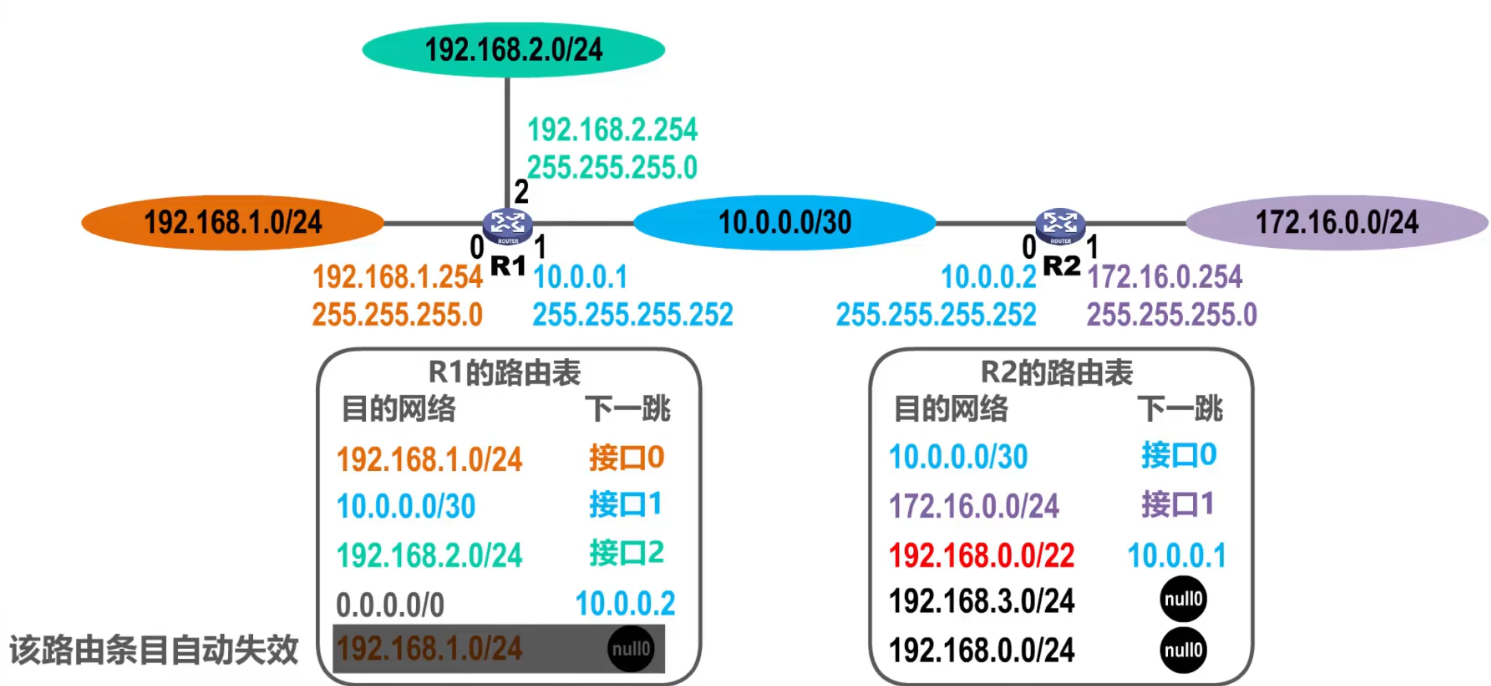 192.168.2.0/24
192.168.2.254
255.255.255.0
2
192.168.1.0/24
10.0.0.0/30
172.16.0.0/24
ROUTER
ROUTER
0
1
0
1
R1
R2
192.168.1.254
10.0.0.1
10.0.0.2
172.16.0.254
255.255.255.0
255.255.255.252
255.255.255.252
255.255.255.0
R1的路由表
目的网络 下一跳
192.168.1.0/24 接口0
10.0.0.0/30 接口1
192.168.2.0/24 接口2
0.0.0.0/0 10.0.0.2
该路由条目自动失效 192.168.1.0/24 null0
R2的路由表
目的网络 下一跳
10.0.0.0/30 接口0
172.16.0.0/24 接口1
192.168.0.0/22 10.0.0.1
192.168.3.0/24 null0
192.168.0.0/24 null0